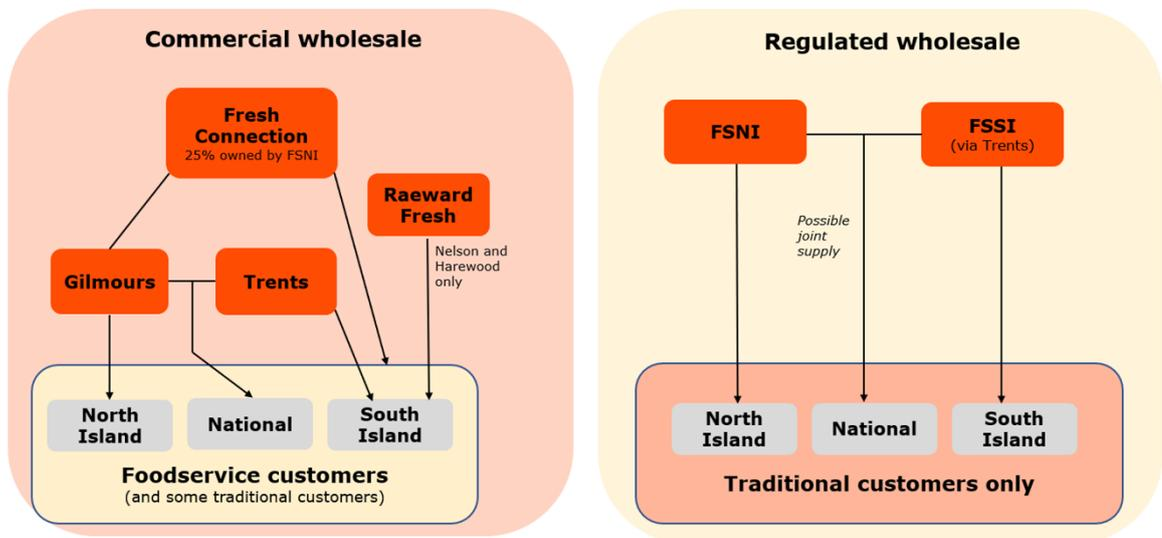 Commercial wholesale
Fresh
Connection
25% owned by FSNI
Raeward
Fresh
Nelson and
Harewood
only
Gilmours
Trents
North
Island
National
South
Island
Foodservice customers
(and some traditional customers)
Regulated wholesale
FSNI
FSSI
(via Trents)
Possible
joint
supply
North
Island
National
South
Island
Traditional customers only